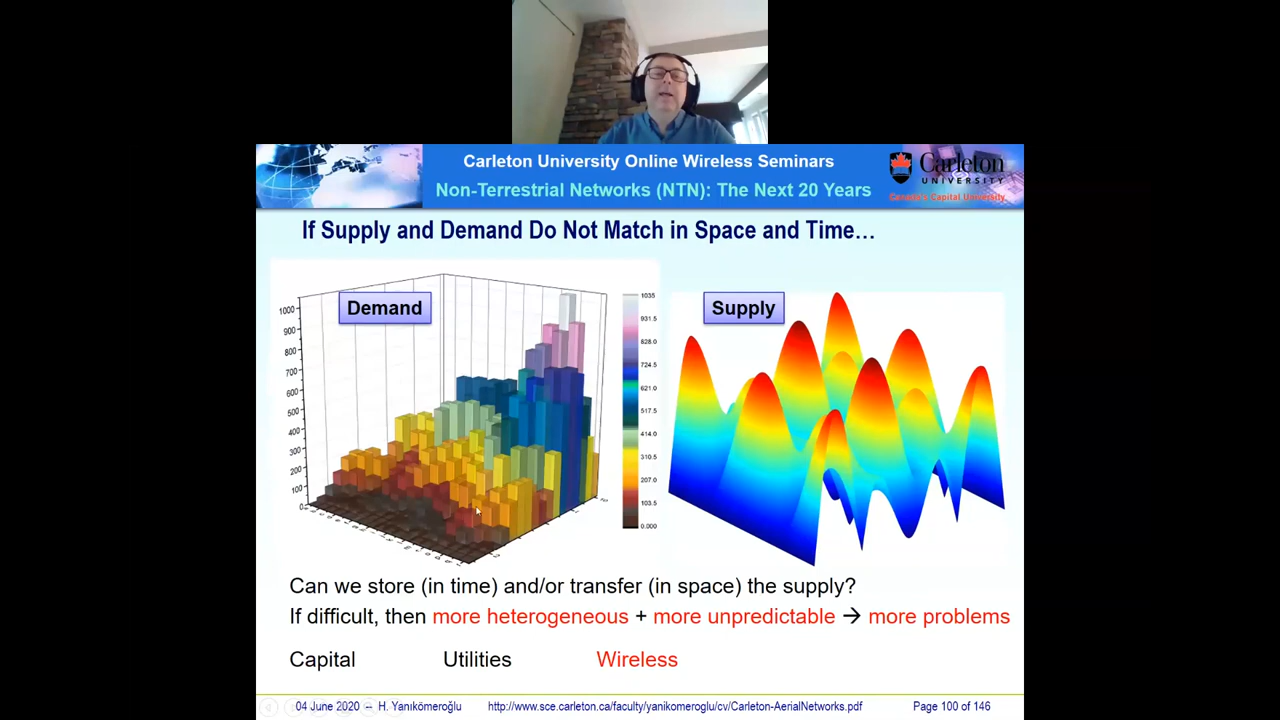 Carleton University Online Wireless Seminars
Non-Terrestrial Networks (NTN): The Next 20 Years
Carleton
UNIVERSITY
Canada's Capital University
If Supply and Demand Do Not Match in Space and Time…
Demand
1000
900
800
700
600
500
400
300
200
100
0
1035
931.5
828.0
724.5
621.0
517.5
414.0
310.5
207.0
103.5
0.000
Supply
Can we store (in time) and/or transfer (in space) the supply?
If difficult, then more heterogeneous + more unpredictable → more problems
Capital Utilities Wireless
04 June 2020 -- H. Yanıkömeroğlu http://www.sce.carleton.ca/faculty/yanikomeroglu/cv/Carleton-AerialNetworks.pdf Page 100 of 146